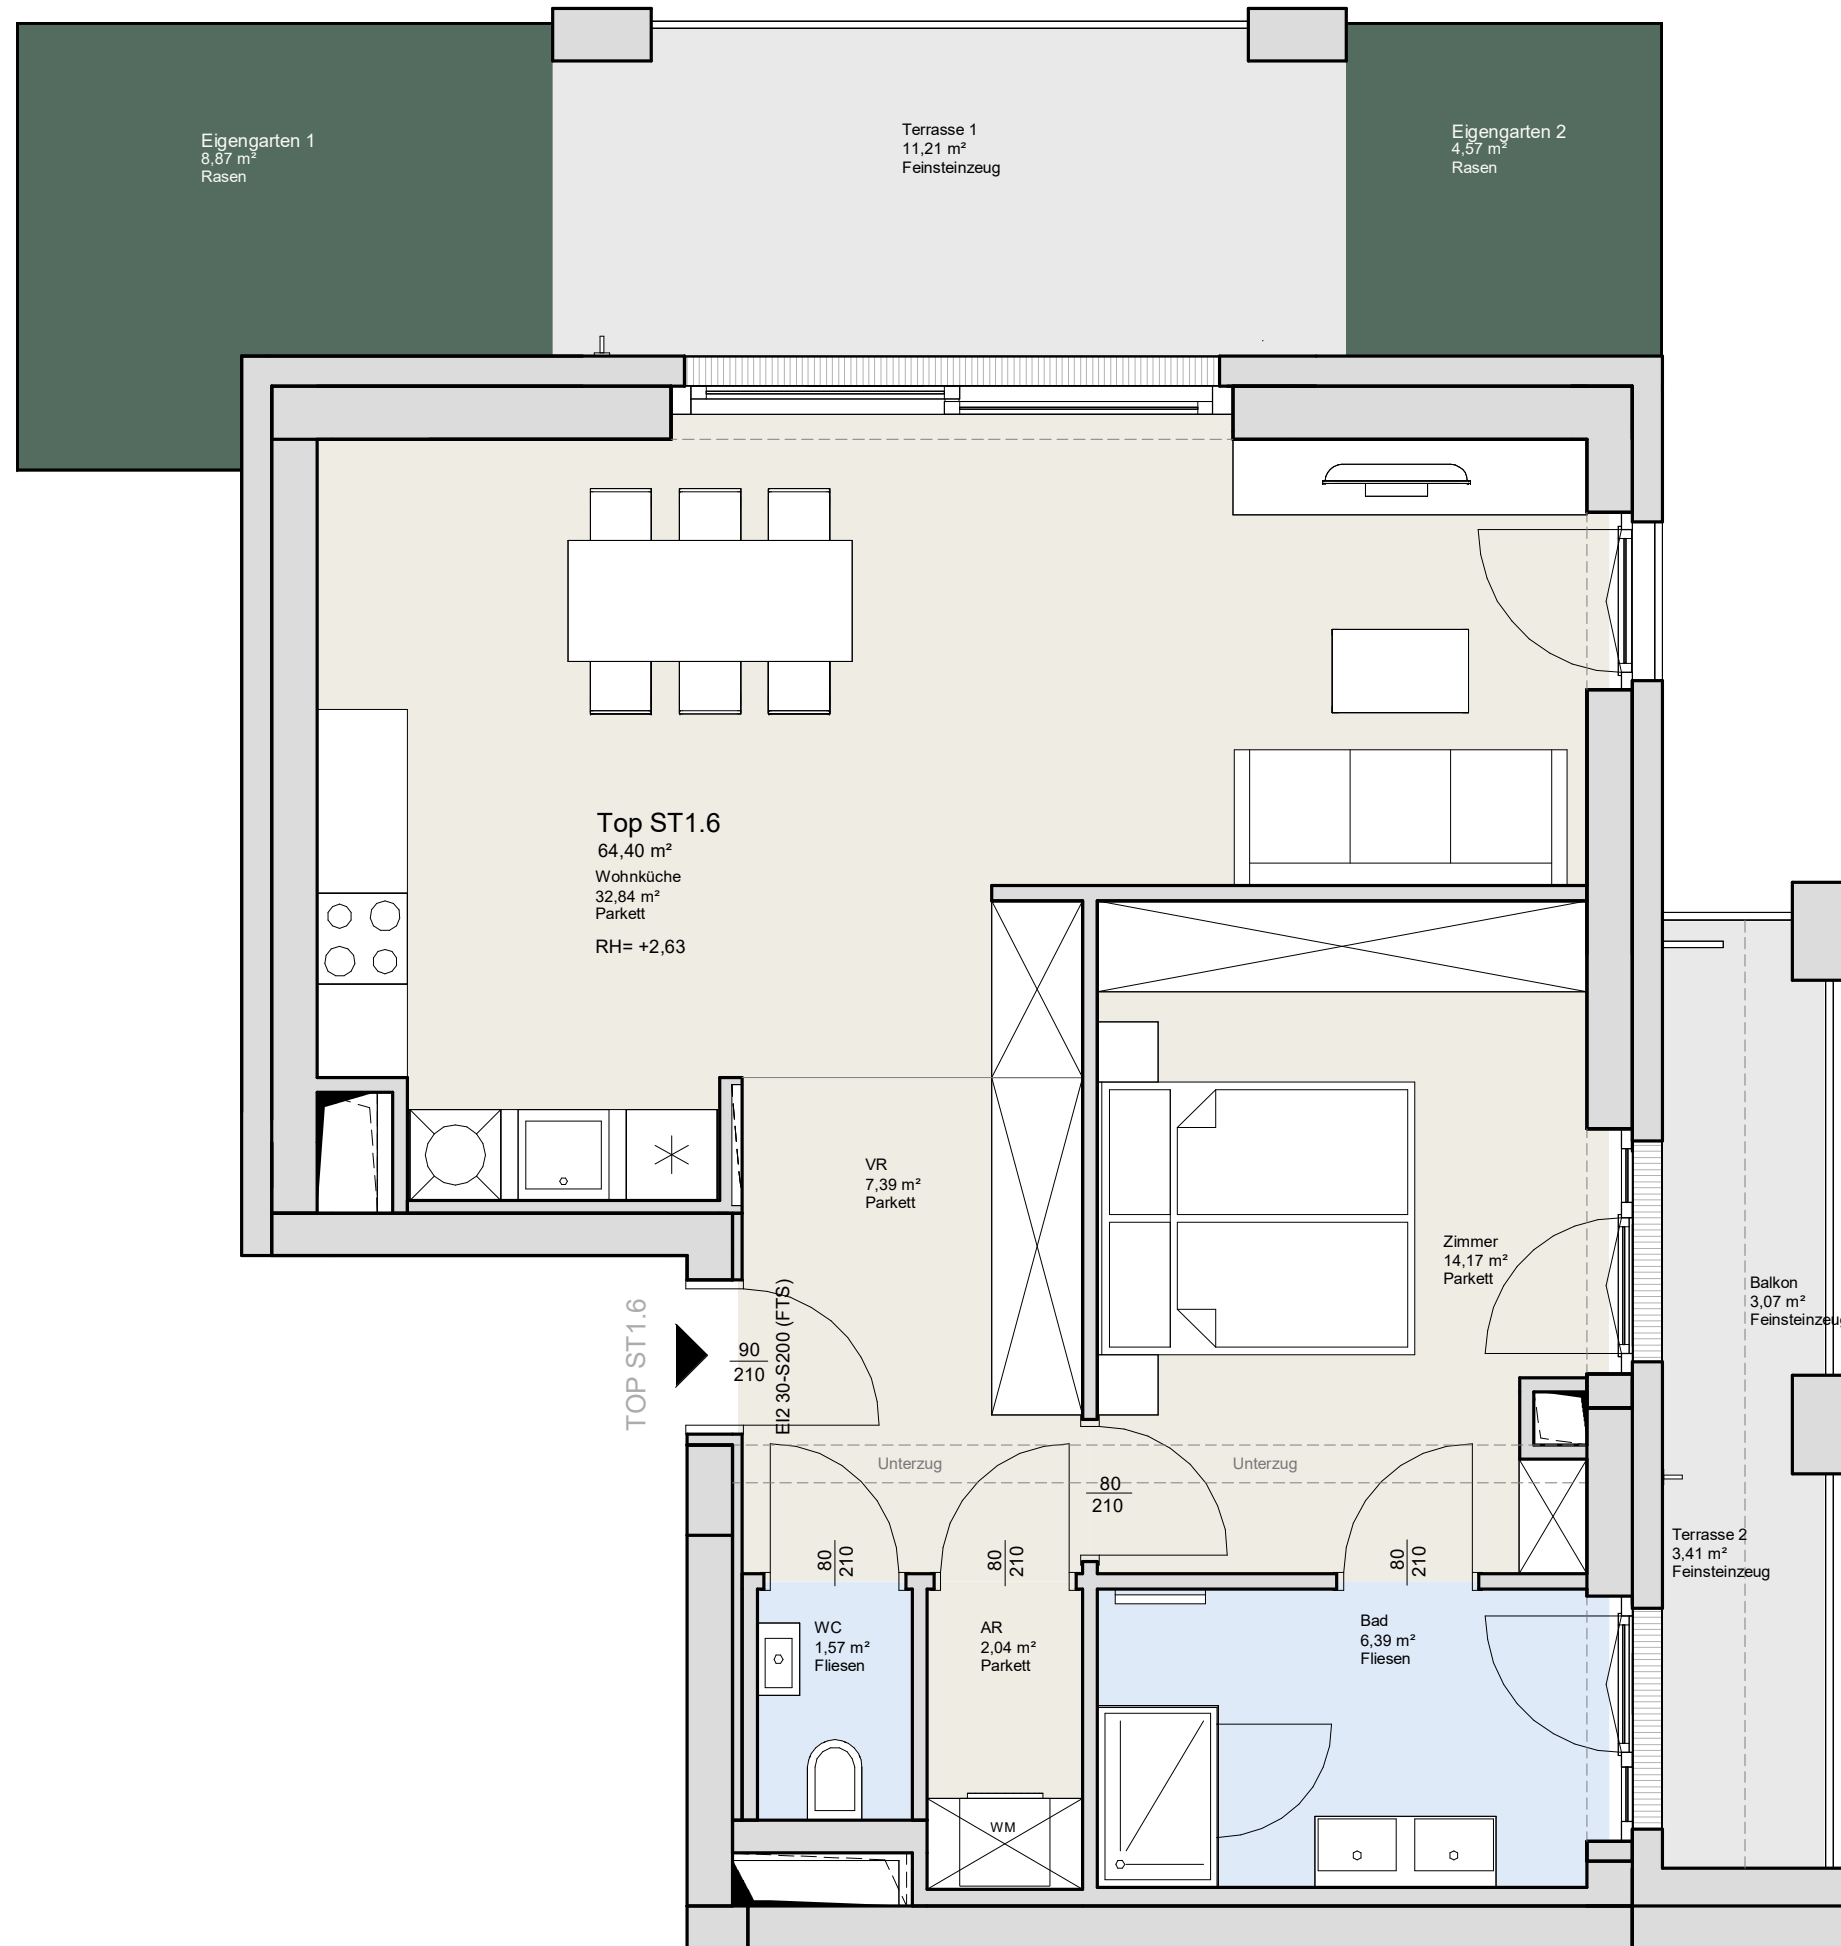 Eigengarten 1
8,87 m²
Rasen
Terrasse 1
11,21 m²
Feinsteinzeug
Eigengarten 2
4,57 m²
Rasen
Top ST1.6
64,40 m²
Wohnküche
32,84 m²
Parkett
RH= +2,63
VR
7,39 m²
Parkett
Zimmer
14,17 m²
Parkett
Balkon
3,07 m²
Feinsteinzeug
TOP ST1.6
90
210
EI2 30-S200 (FTS)
Unterzug
Unterzug
80
210
80
210
80
210
80
210
Terrasse 2
3,41 m²
Feinsteinzeug
WC
1,57 m²
Fliesen
AR
2,04 m²
Parkett
Bad
6,39 m²
Fliesen
WM